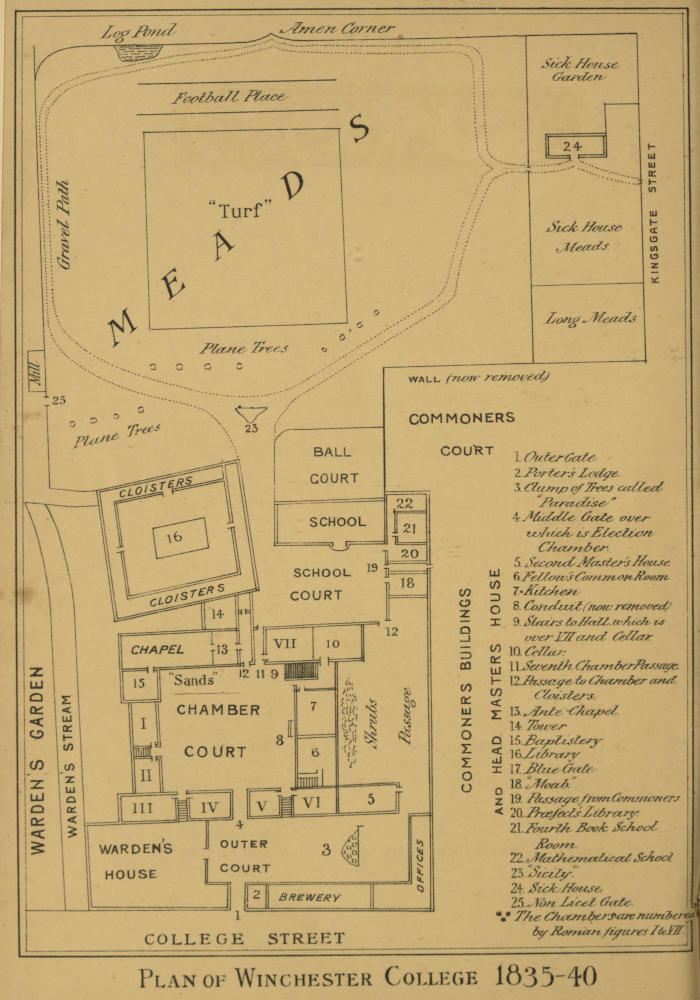 Log Pond
Amen Corner
Sick House
Garden
Football Place
24
KINGSGATE STREET
Gravel Path
"Turf"
MEADS
Sick House
Meads
Long Meads
Plane Trees
Mill
25
WALL (now removed)
Plane Trees
23
COMMONERS
COURT
BALL
COURT
CLOISTERS
16
CLOISTERS
SCHOOL
22
21
20
19
18
SCHOOL
COURT
12
14
CHAPEL
13
VII
10
15
"Sands"
12 11 9
CHAMBER
COURT
I
II
7
8
6
Shrubs
Passage
III
IV
V
VI
5
4
WARDEN'S GARDEN
WARDEN'S STREAM
WARDEN'S
HOUSE
OUTER
COURT
3
OFFICES
2
BREWERY
1
COLLEGE STREET
COMMONERS BUILDINGS
AND HEAD MASTERS HOUSE
1. Outer Gate
2. Porter's Lodge.
3. Clump of Trees called
"Paradise"
4. Middle Gate over
which is Election
Chamber.
5. Second Master's House
6. Fellows Common Room
7. Kitchen
8. Conduit (now removed)
9. Stairs to Hall, which is
over VII and Cellar
10. Cellar.
11. Seventh Chamber Passage.
12. Passage to Chamber and
Cloisters.
13. Ante-Chapel.
14. Tower
15. Baptistery
16. Library
17. Blue Gate
18. "Moab."
19. Passage from Commoners
20. Præfects' Library.
21. Fourth Book School
Room.
22. Mathematical School
23. "Sicily."
24. Sick House.
25. Non Licet Gate.
The Chambers are numbered
by Roman figures I to VII.
PLAN OF WINCHESTER COLLEGE 1835-40